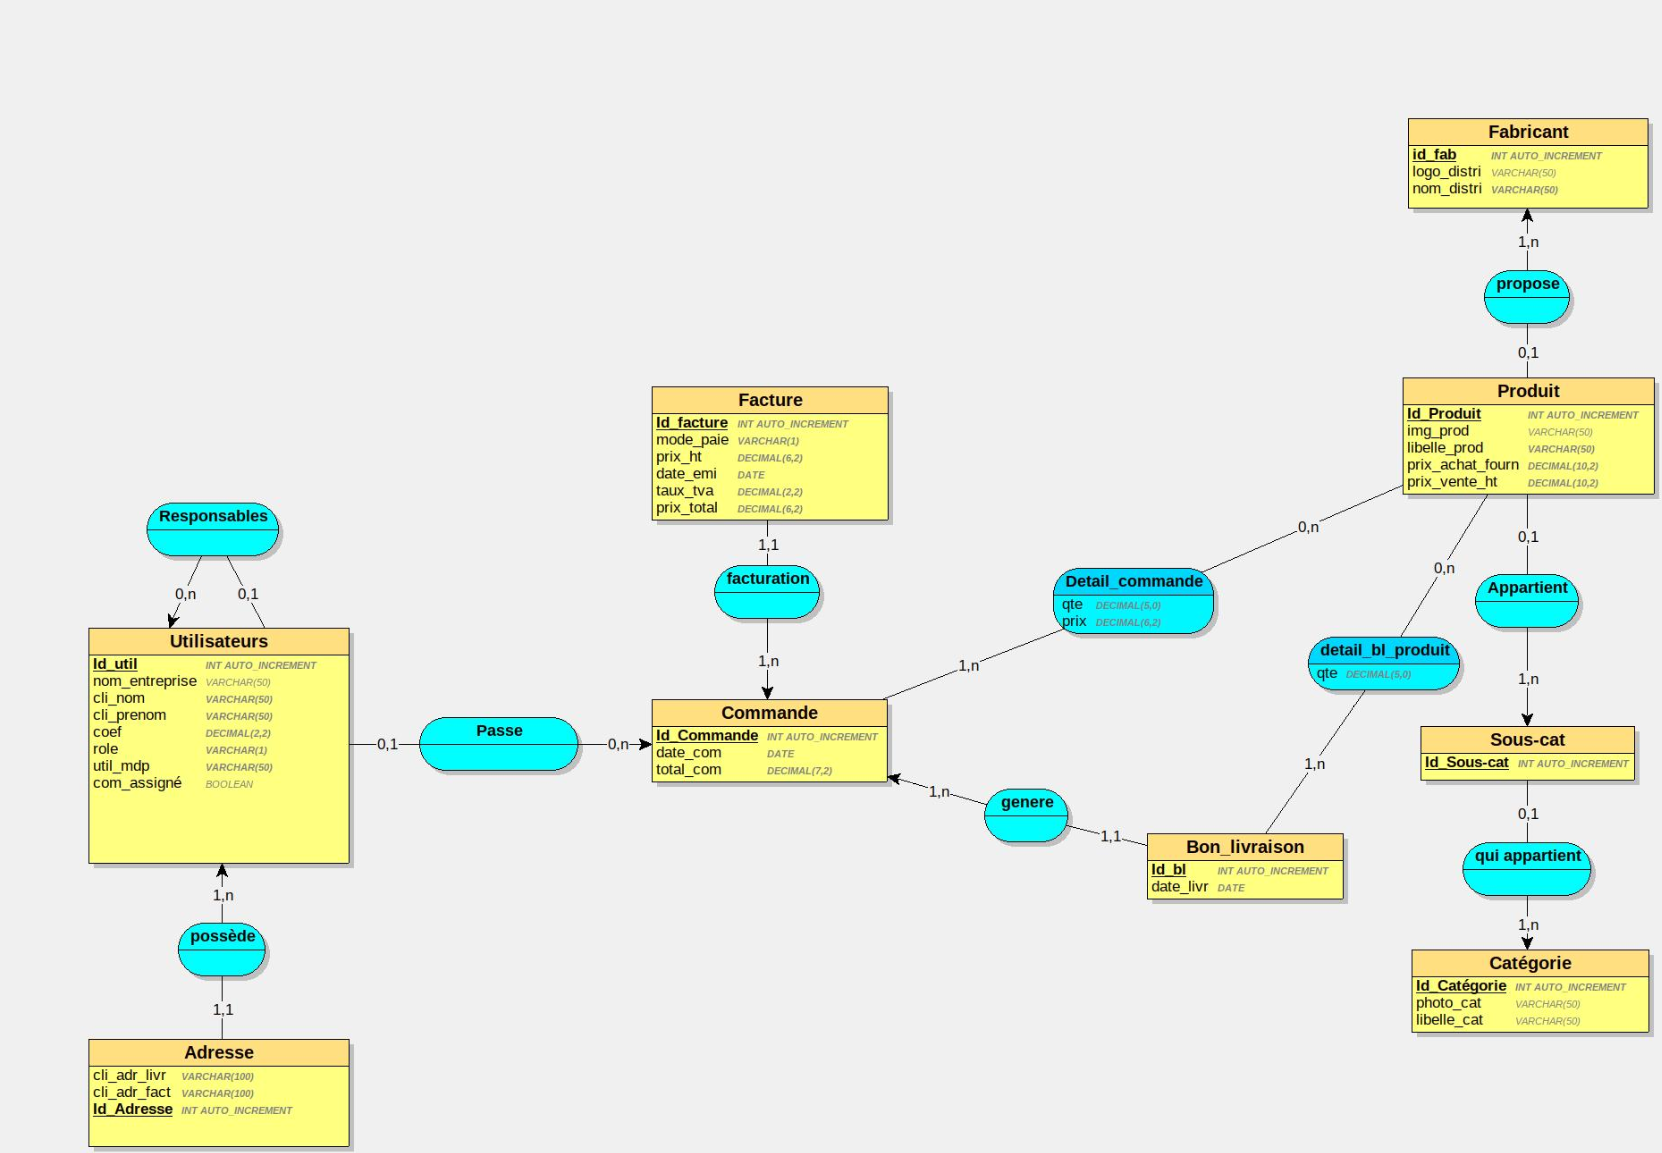 Fabricant
id_fab INT AUTO_INCREMENT
logo_distri VARCHAR(50)
nom_distri VARCHAR(50)
1,n
propose
0,1
Produit
Id_Produit INT AUTO_INCREMENT
img_prod VARCHAR(50)
libelle_prod VARCHAR(50)
prix_achat_fourn DECIMAL(10,2)
prix_vente_ht DECIMAL(10,2)
Facture
Id_facture INT AUTO_INCREMENT
mode_paie VARCHAR(1)
prix_ht DECIMAL(6,2)
date_emi DATE
taux_tva DECIMAL(2,2)
prix_total DECIMAL(6,2)
1,1
facturation
1,n
Responsables
0,n
0,1
Utilisateurs
Id_util INT AUTO_INCREMENT
nom_entreprise VARCHAR(50)
cli_nom VARCHAR(50)
cli_prenom VARCHAR(50)
coef DECIMAL(2,2)
role VARCHAR(1)
util_mdp VARCHAR(50)
com_assigné BOOLEAN
0,1
Passe
0,n
Commande
Id_Commande INT AUTO_INCREMENT
date_com DATE
total_com DECIMAL(7,2)
0,n
Detail_commande
qte DECIMAL(5,0)
prix DECIMAL(6,2)
1,n
0,n
detail_bl_produit
qte DECIMAL(5,0)
1,n
0,1
Appartient
1,n
Sous-cat
Id_Sous-cat INT AUTO_INCREMENT
0,1
qui appartient
1,n
Catégorie
Id_Catégorie INT AUTO_INCREMENT
photo_cat VARCHAR(50)
libelle_cat VARCHAR(50)
1,n
genere
1,1
Bon_livraison
Id_bl INT AUTO_INCREMENT
date_livr DATE
1,n
possède
1,1
Adresse
cli_adr_livr VARCHAR(100)
cli_adr_fact VARCHAR(100)
Id_Adresse INT AUTO_INCREMENT